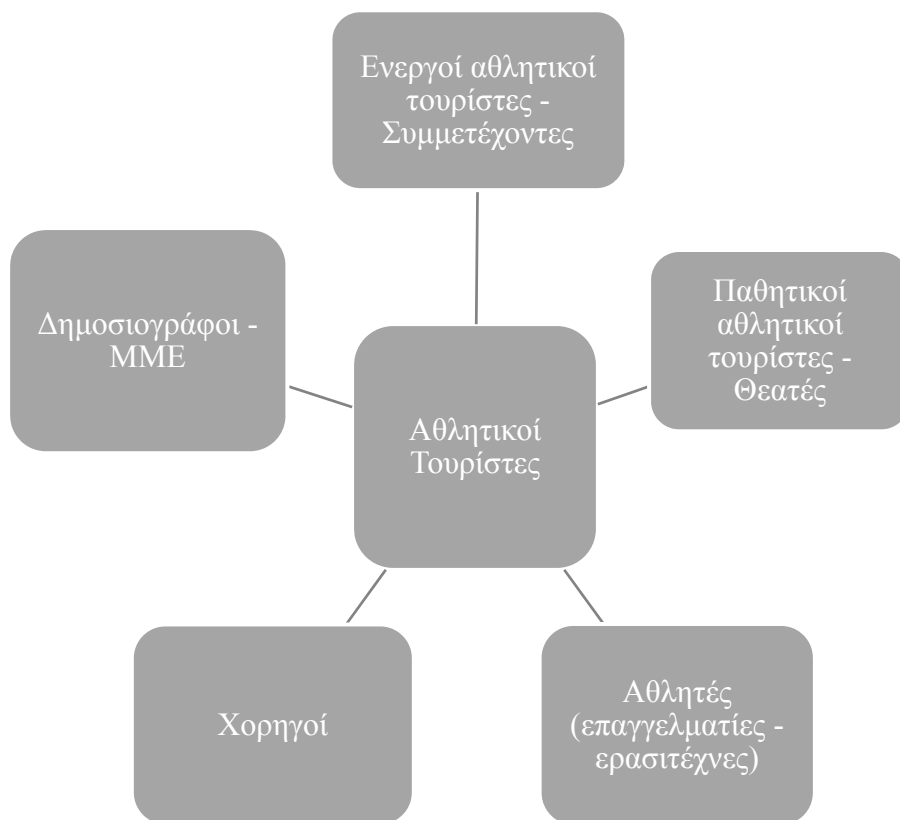 Ενεργοί αθλητικοί
τουρίστες -
Συμμετέχοντες
Δημοσιογράφοι -
ΜΜΕ
Παθητικοί
αθλητικοί
τουρίστες -
Θεατές
Αθλητικοί
Τουρίστες
Χορηγοί
Αθλητές
(επαγγελματίες -
ερασιτέχνες)